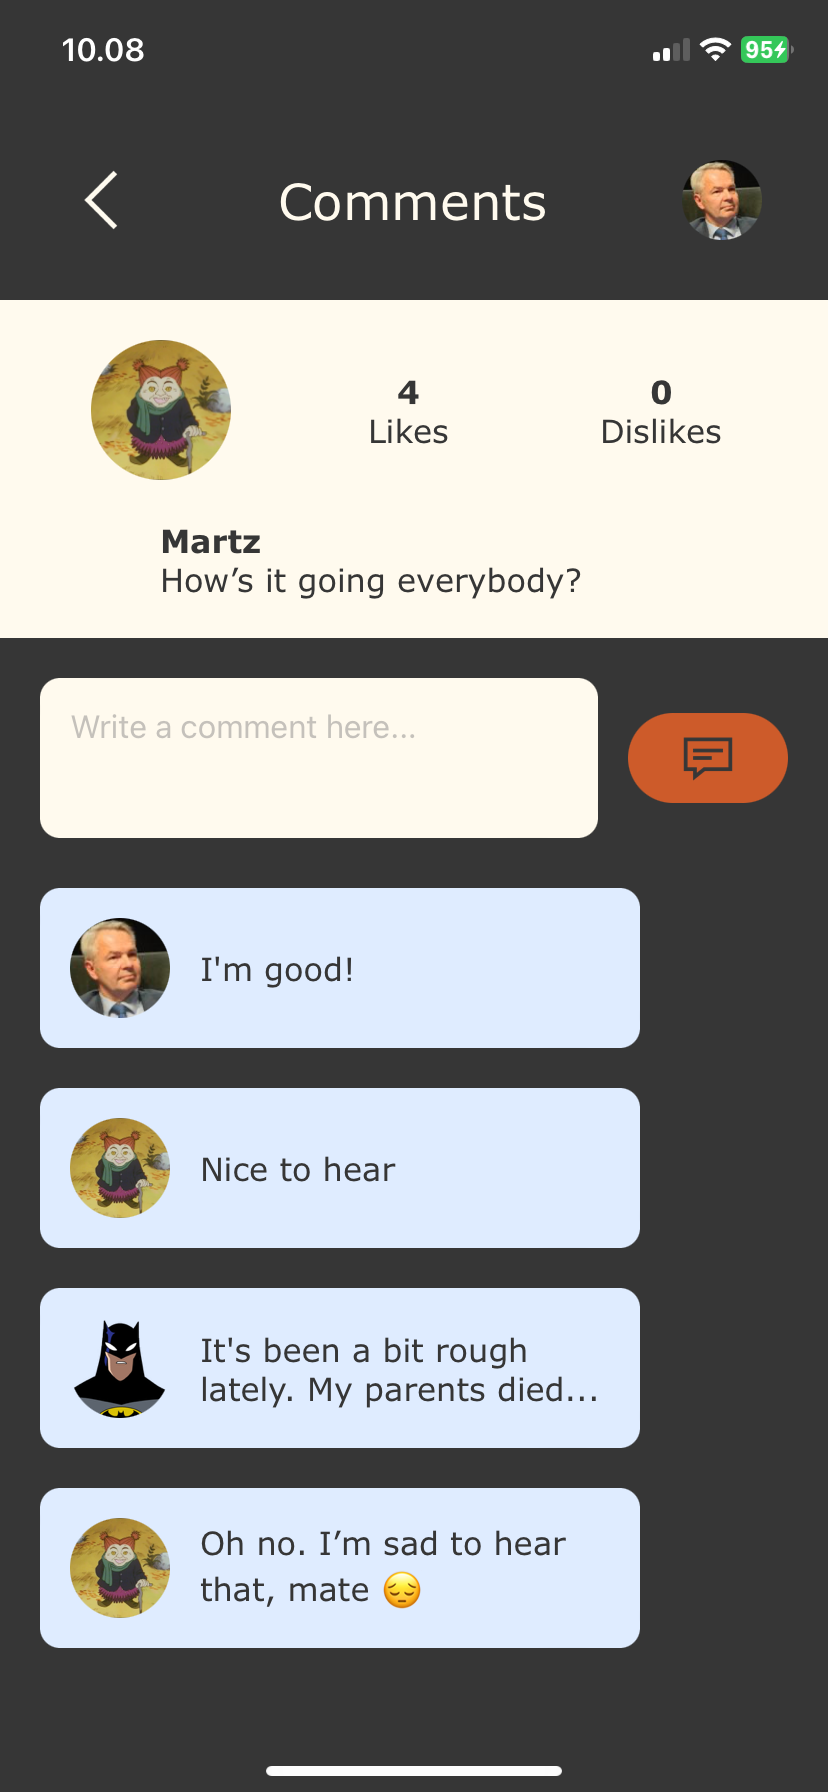 10.08
95
Comments
4
Likes
0
Dislikes
Martz
How’s it going everybody?
Write a comment here...
I'm good!
Nice to hear
It's been a bit rough
lately. My parents died...
Oh no. I’m sad to hear
that, mate 😔